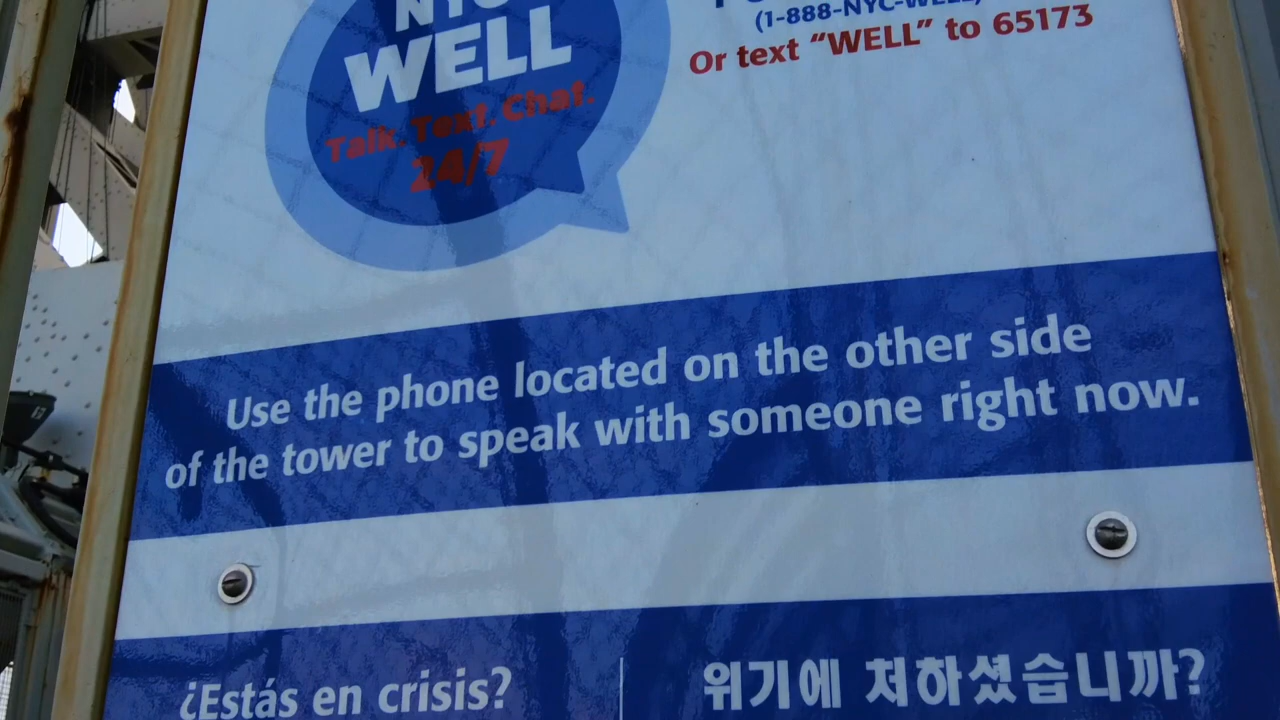 NYC
WELL
Talk. Text. Chat.
24/7
(1-888-NYC-WELL)
Or text “WELL” to 65173
Use the phone located on the other side
of the tower to speak with someone right now.
¿Estás en crisis?
위기에 처하셨습니까?